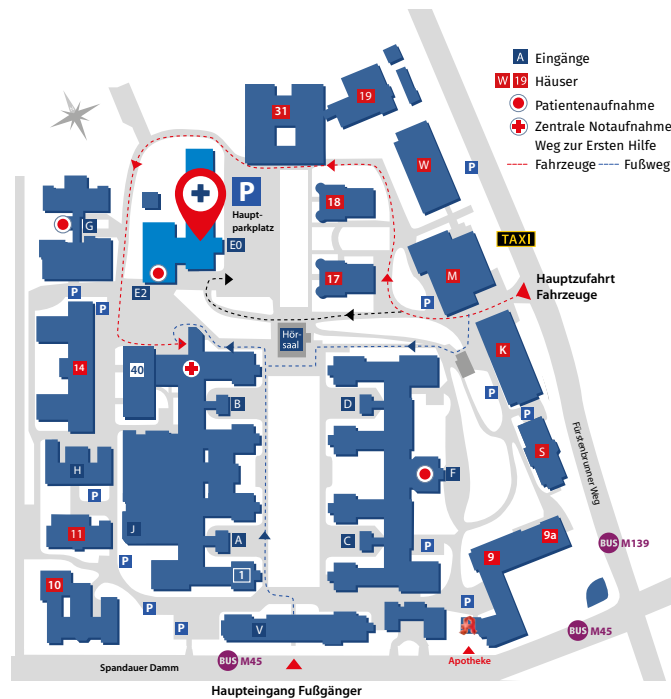 A Eingänge
W 19 Häuser
Patientenaufnahme
Zentrale Notaufnahme
Weg zur Ersten Hilfe
Fahrzeuge Fußweg
31
19
W
P
P
Haupt-
parkplatz
18
G
E0
TAXI
M
17
Hauptzufahrt
Fahrzeuge
E2
P
P
P
Hör-
saal
K
14
40
P
B
D
P
S
Fürstenbrunner Weg
H
F
P
J
11
A
C
P
9
9a
BUS M139
P
1
10
P
P
P
V
BUS M45
Apotheke
Spandauer Damm
BUS M45
Haupteingang Fußgänger